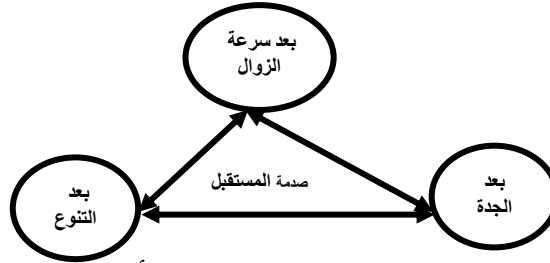 بعد سرعة
الزوال
صدمة المستقبل
بعد
الجدة
بعد
التنوع